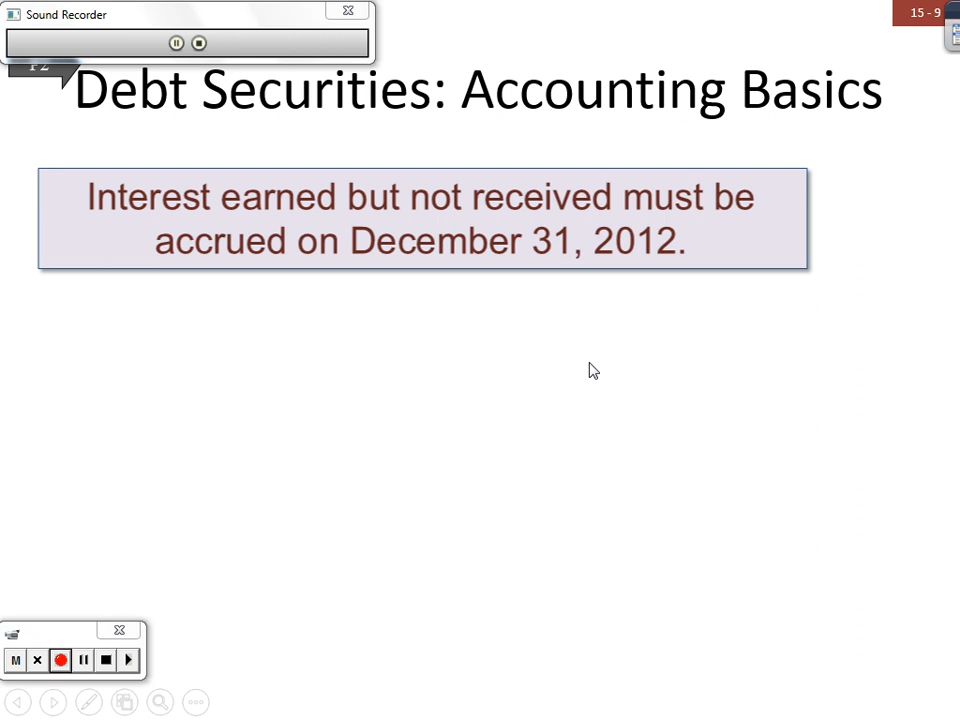 Sound Recorder
15 - 9
Debt Securities: Accounting Basics
Interest earned but not received must be
accrued on December 31, 2012.
M